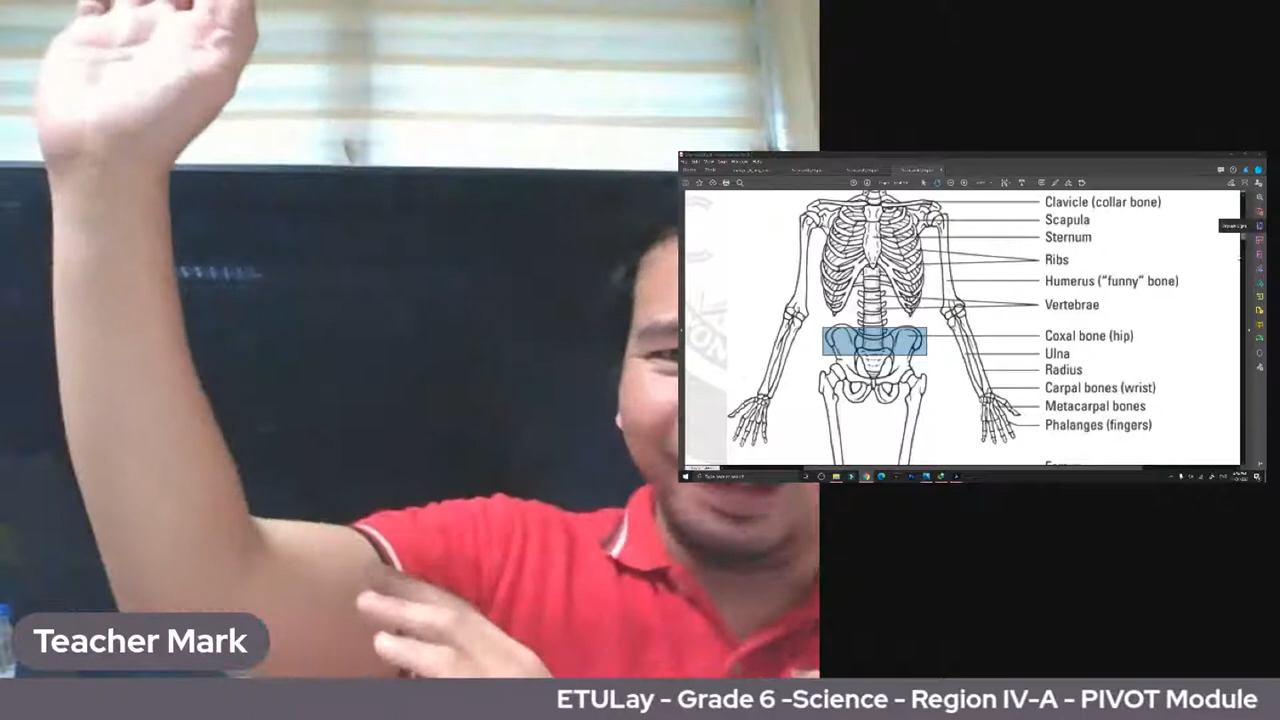 Clavicle (collar bone)
Scapula
Sternum
Ribs
Humerus ("funny" bone)
Vertebrae
Coxal bone (hip)
Ulna
Radius
Carpal bones (wrist)
Metacarpal bones
Phalanges (fingers)
Teacher Mark
ETULay - Grade 6 -Science - Region IV-A - PIVOT Module